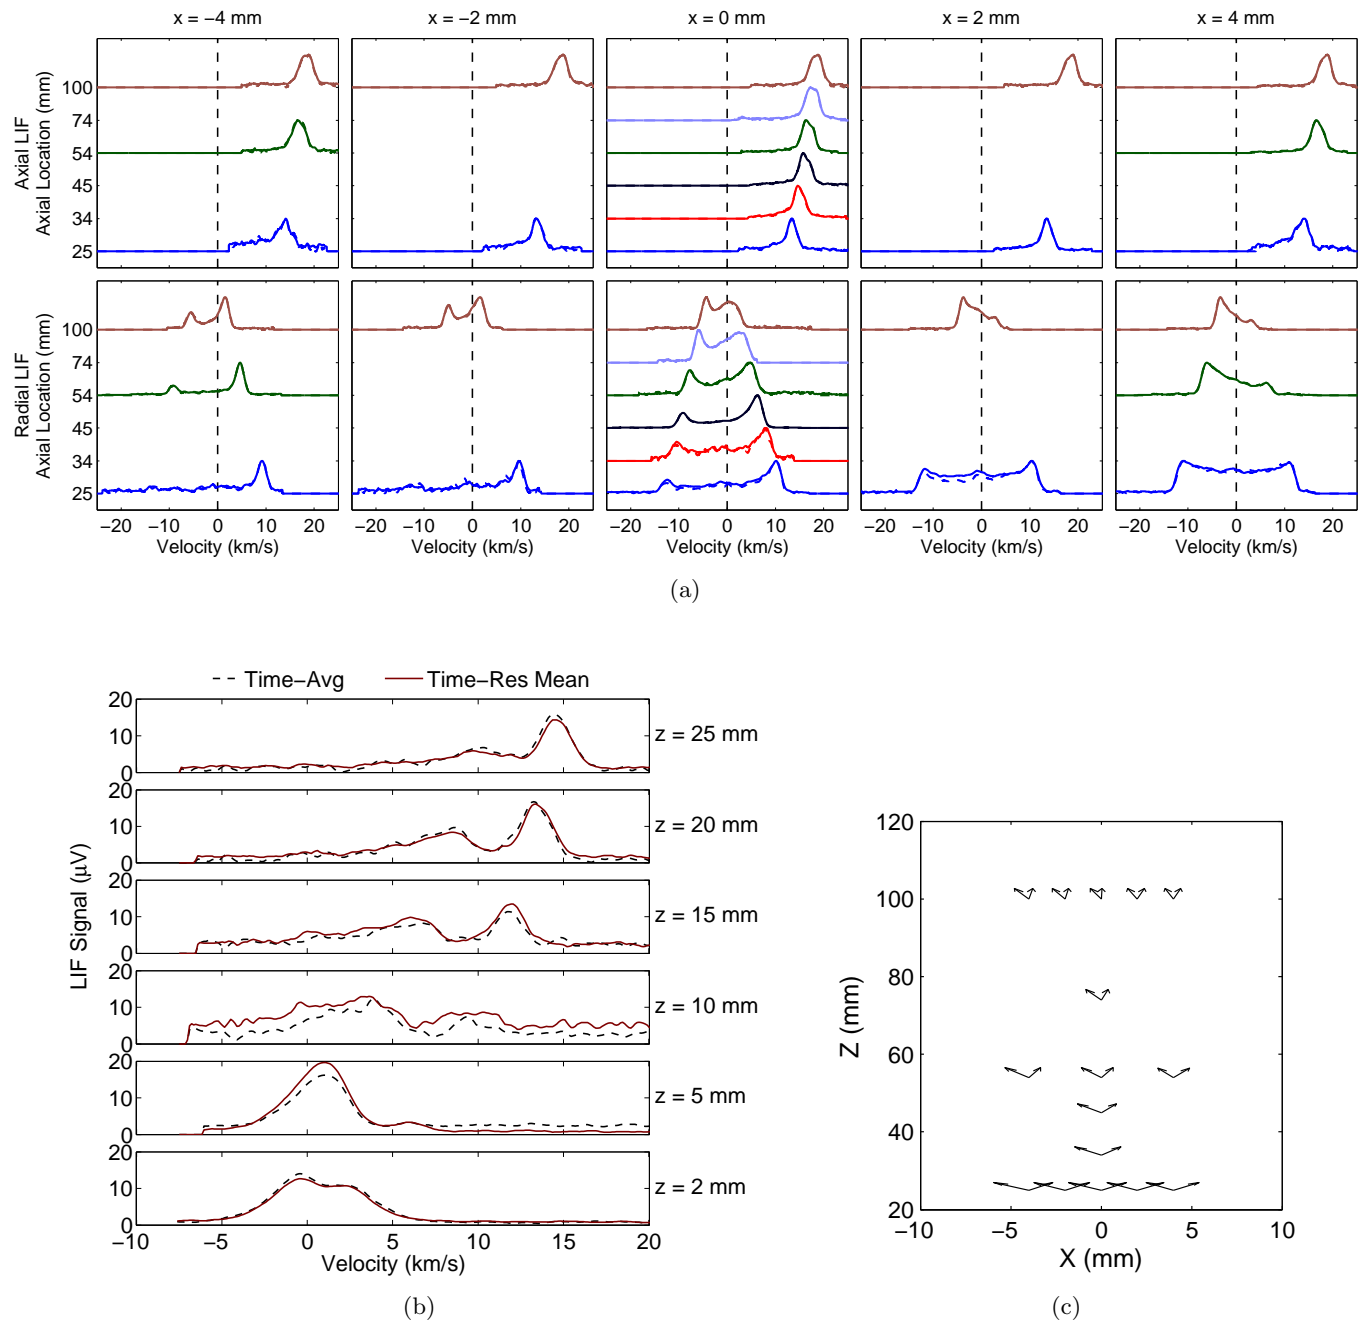 x = −4 mm
x = −2 mm
x = 0 mm
x = 2 mm
x = 4 mm
Axial LIF
Axial Location (mm)
100
74
54
45
34
25
Radial LIF
Axial Location (mm)
100
74
54
45
34
25
−20 −10 0 10 20
−20 −10 0 10 20
−20 −10 0 10 20
−20 −10 0 10 20
−20 −10 0 10 20
Velocity (km/s)
Velocity (km/s)
Velocity (km/s)
Velocity (km/s)
Velocity (km/s)
(a)
Time−Avg
Time−Res Mean
LIF Signal (μV)
20
10
0
z = 25 mm
20
10
0
z = 20 mm
20
10
0
z = 15 mm
20
10
0
z = 10 mm
20
10
0
z = 5 mm
20
10
0
z = 2 mm
−10 −5 0 5 10 15 20
Velocity (km/s)
(b)
Z (mm)
120
100
80
60
40
20
−10 −5 0 5 10
X (mm)
(c)